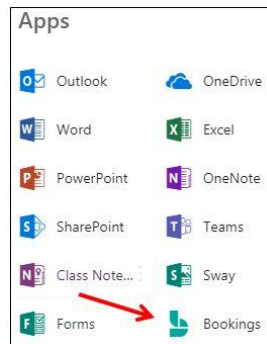 Apps
Outlook OneDrive
Word Excel
PowerPoint OneNote
SharePoint Teams
Class Note... Sway
Forms Bookings